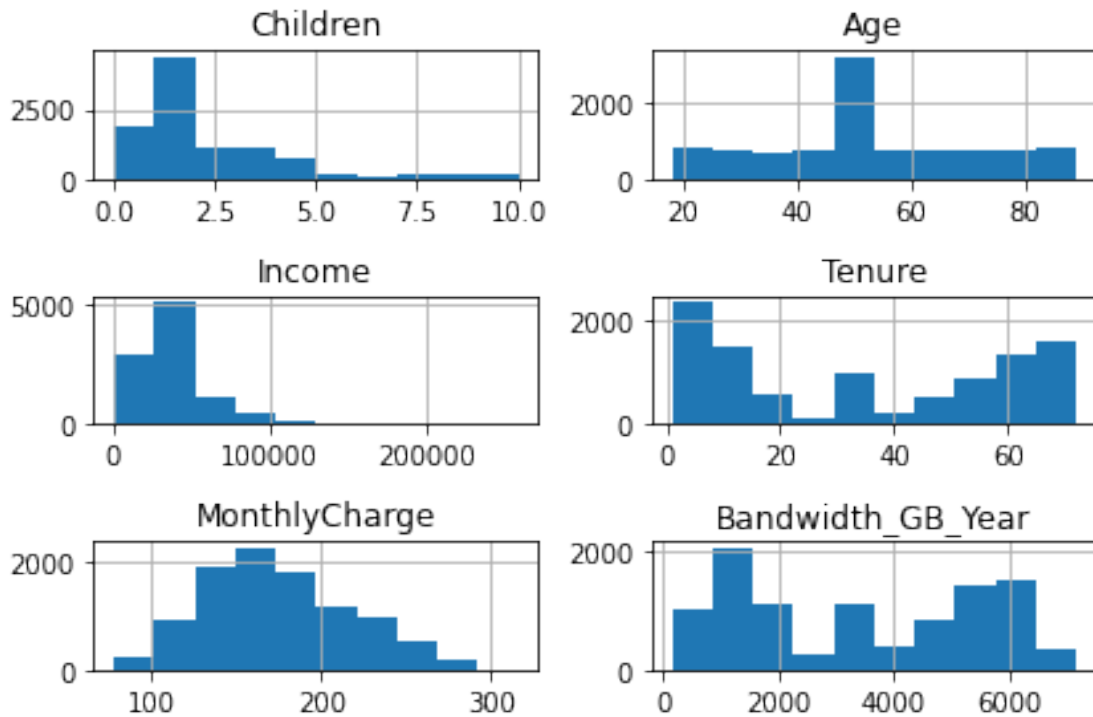 Children
2500
0
0.0 2.5 5.0 7.5 10.0
Age
2000
0
20 40 60 80
Income
5000
0
0 100000 200000
Tenure
2000
0
0 20 40 60
MonthlyCharge
2000
0
100 200 300
Bandwidth_GB_Year
2000
0
0 2000 4000 6000